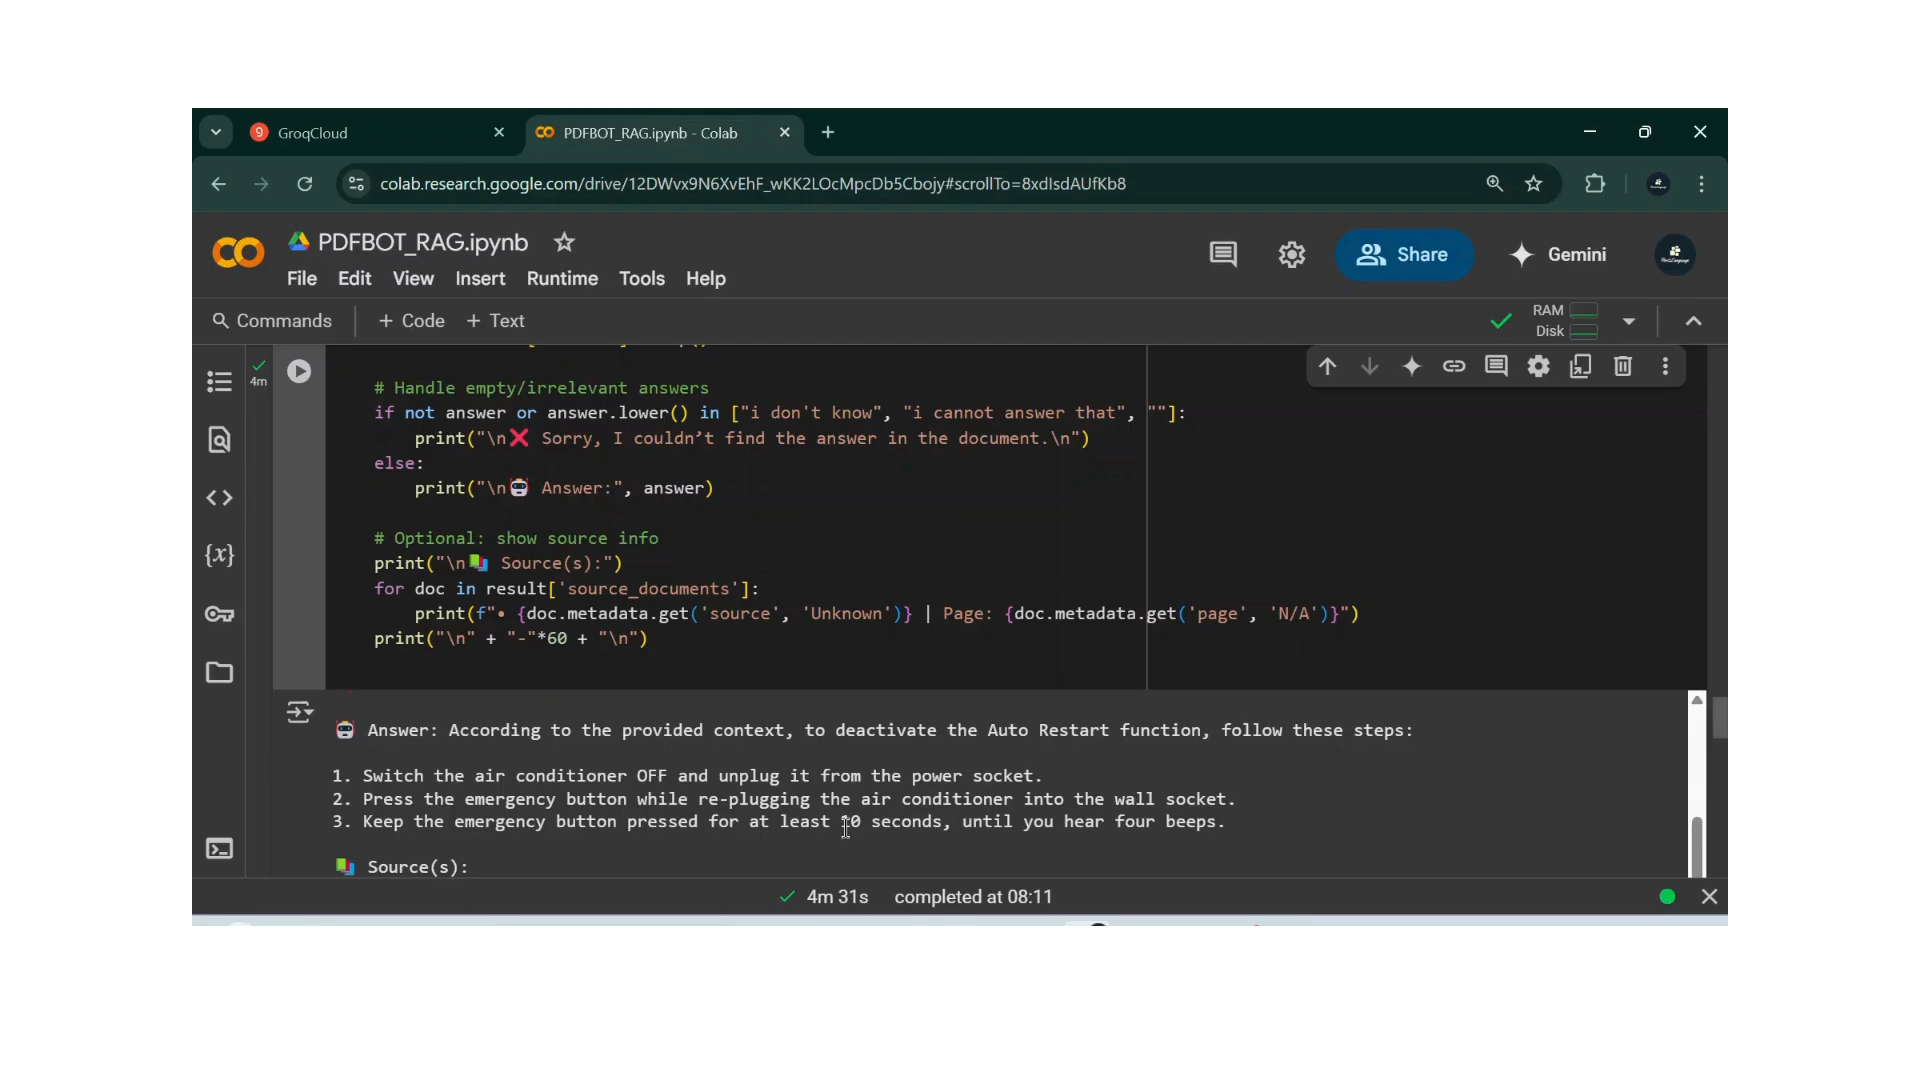 GroqCloud
PDFBOT_RAG.ipynb - Colab
colab.research.google.com/drive/12DWvx9N6XvEhF_wKK2LOcMpcDb5Cbojy#scrollTo=8xdlsdAUfKb8
PDFBOT_RAG.ipynb
File Edit View Insert Runtime Tools Help
Share
Gemini
Commands + Code + Text
RAM
Disk
4m
# Handle empty/irrelevant answers
if not answer or answer.lower() in ["i don't know", "i cannot answer that", ""]:
print("\n❌ Sorry, I couldn’t find the answer in the document.\n")
else:
print("\n🤖 Answer:", answer)
# Optional: show source info
print("\n📚 Source(s):")
for doc in result['source_documents']:
print(f"• {doc.metadata.get('source', 'Unknown')} | Page: {doc.metadata.get('page', 'N/A')}")
print("\n" + "-"*60 + "\n")
🤖 Answer: According to the provided context, to deactivate the Auto Restart function, follow these steps:
1. Switch the air conditioner OFF and unplug it from the power socket.
2. Press the emergency button while re-plugging the air conditioner into the wall socket.
3. Keep the emergency button pressed for at least 10 seconds, until you hear four beeps.
📚 Source(s):
4m 31s completed at 08:11